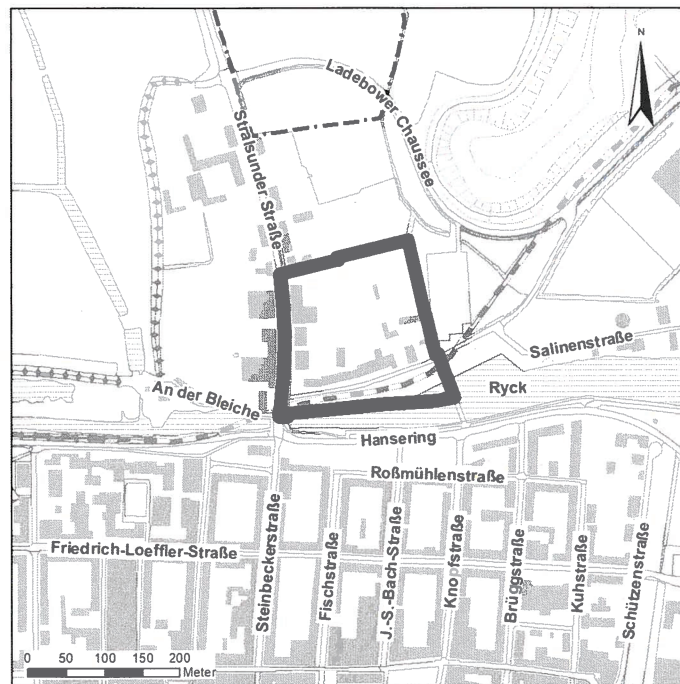 N
Ladebower Chaussee
Stralsunder Straße
Salinenstraße
An der Bleiche
Ryck
Hansering
Roßmühlenstraße
Friedrich-Loeffler-Straße
Steinbeckerstraße
Fischstraße
J.-S.-Bach-Straße
Knopfstraße
Brüggstraße
Kuhstraße
Schützenstraße
0 50 100 150 200
Meter